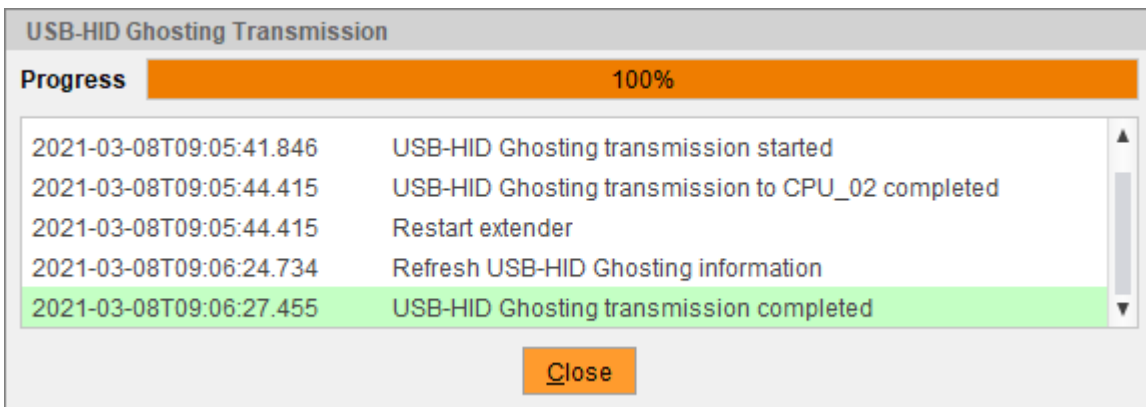 USB-HID Ghosting Transmission
Progress 100%
2021-03-08T09:05:41.846 USB-HID Ghosting transmission started
2021-03-08T09:05:44.415 USB-HID Ghosting transmission to CPU_02 completed
2021-03-08T09:05:44.415 Restart extender
2021-03-08T09:06:24.734 Refresh USB-HID Ghosting information
2021-03-08T09:06:27.455 USB-HID Ghosting transmission completed
Close